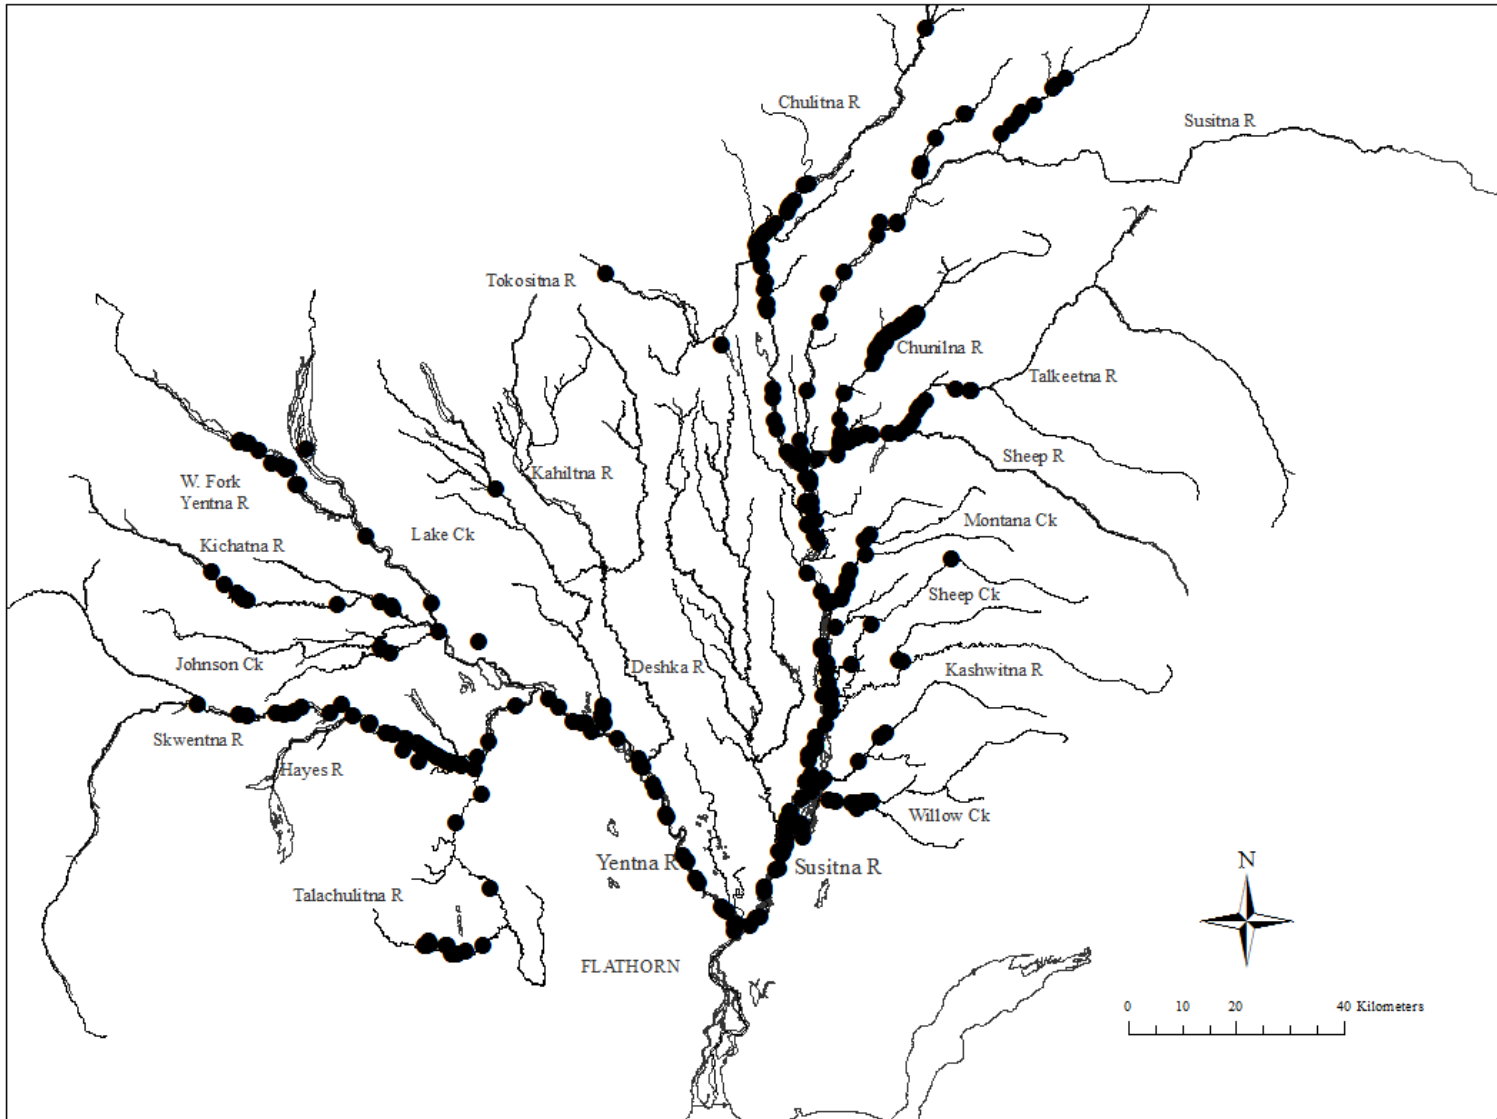 Chulitna R
Susitna R
Tokositna R
Chunilna R
Talkeetna R
Kahiltna R
Sheep R
W. Fork
Yentna R
Lake Ck
Montana Ck
Kichatna R
Sheep Ck
Johnson Ck
Deshka R
Kashwitna R
Skwentna R
Hayes R
Willow Ck
Yentna R
Susitna R
Talachulitna R
N
FLATHORN
0 10 20 40 Kilometers